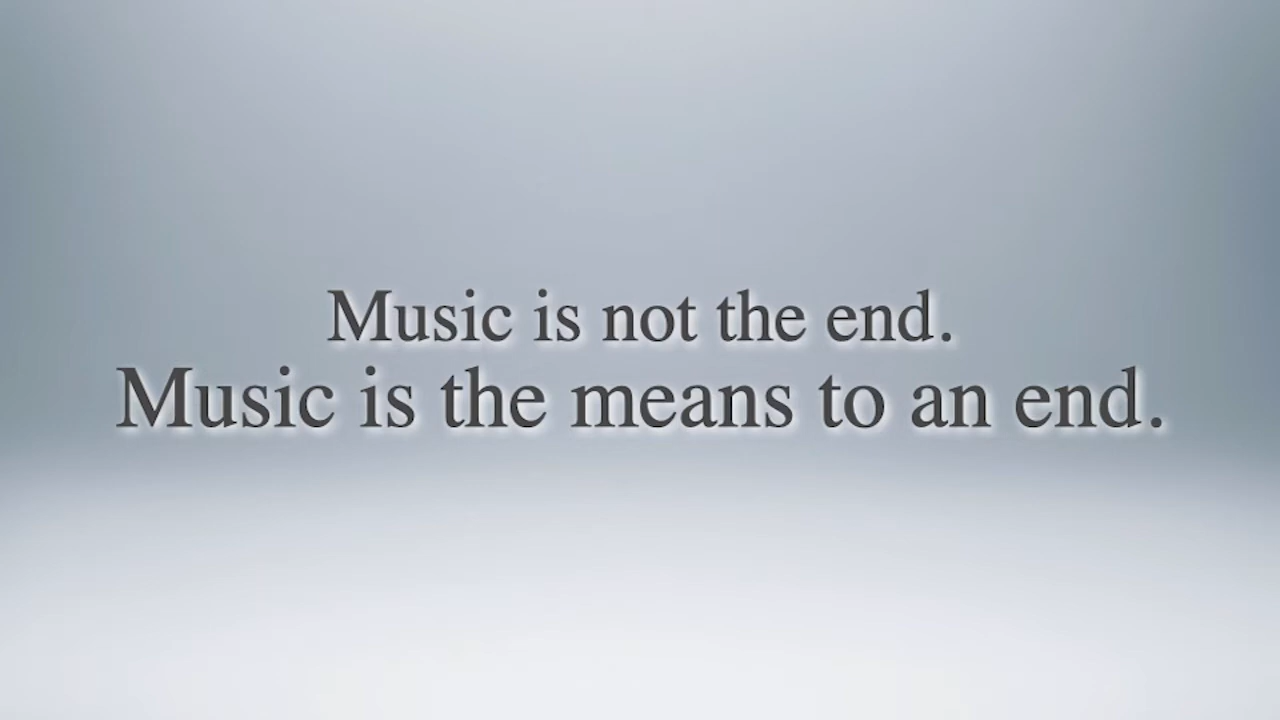 Music is not the end.
Music is the means to an end.